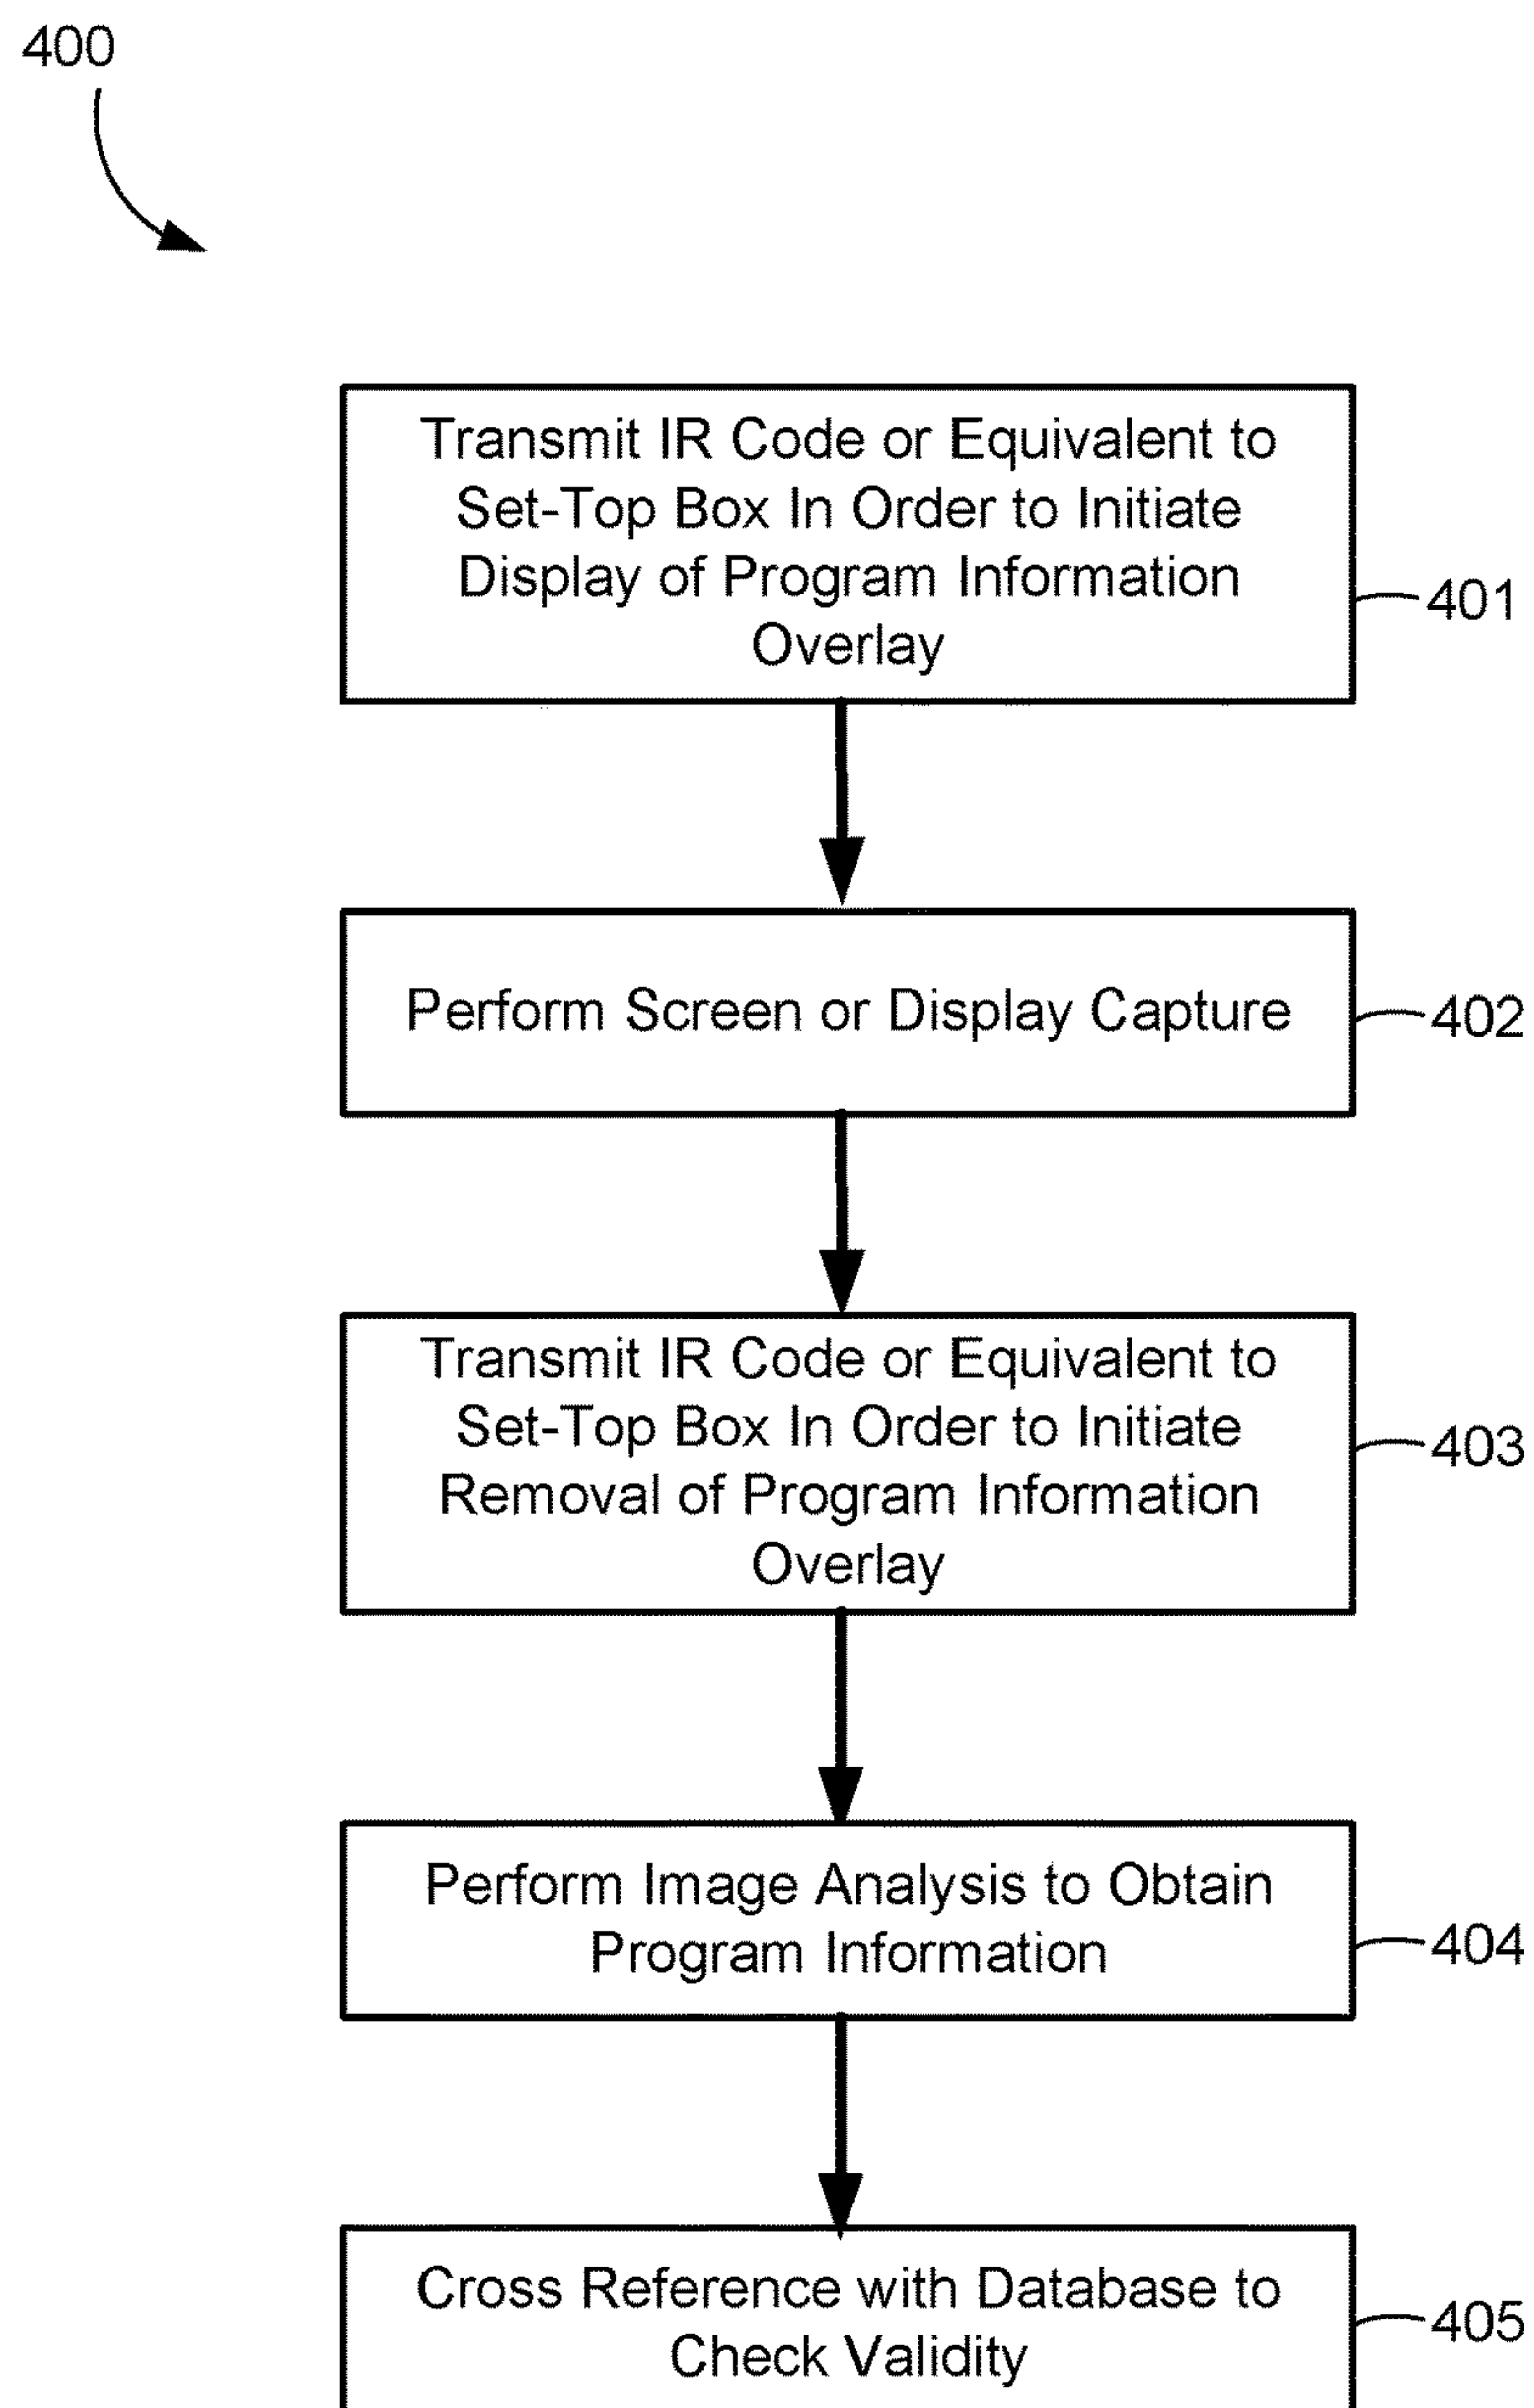 400
Transmit IR Code or Equivalent to
Set-Top Box In Order to Initiate
Display of Program Information
Overlay
401
Perform Screen or Display Capture
402
Transmit IR Code or Equivalent to
Set-Top Box In Order to Initiate
Removal of Program Information
Overlay
403
Perform Image Analysis to Obtain
Program Information
404
Cross Reference with Database to
Check Validity
405